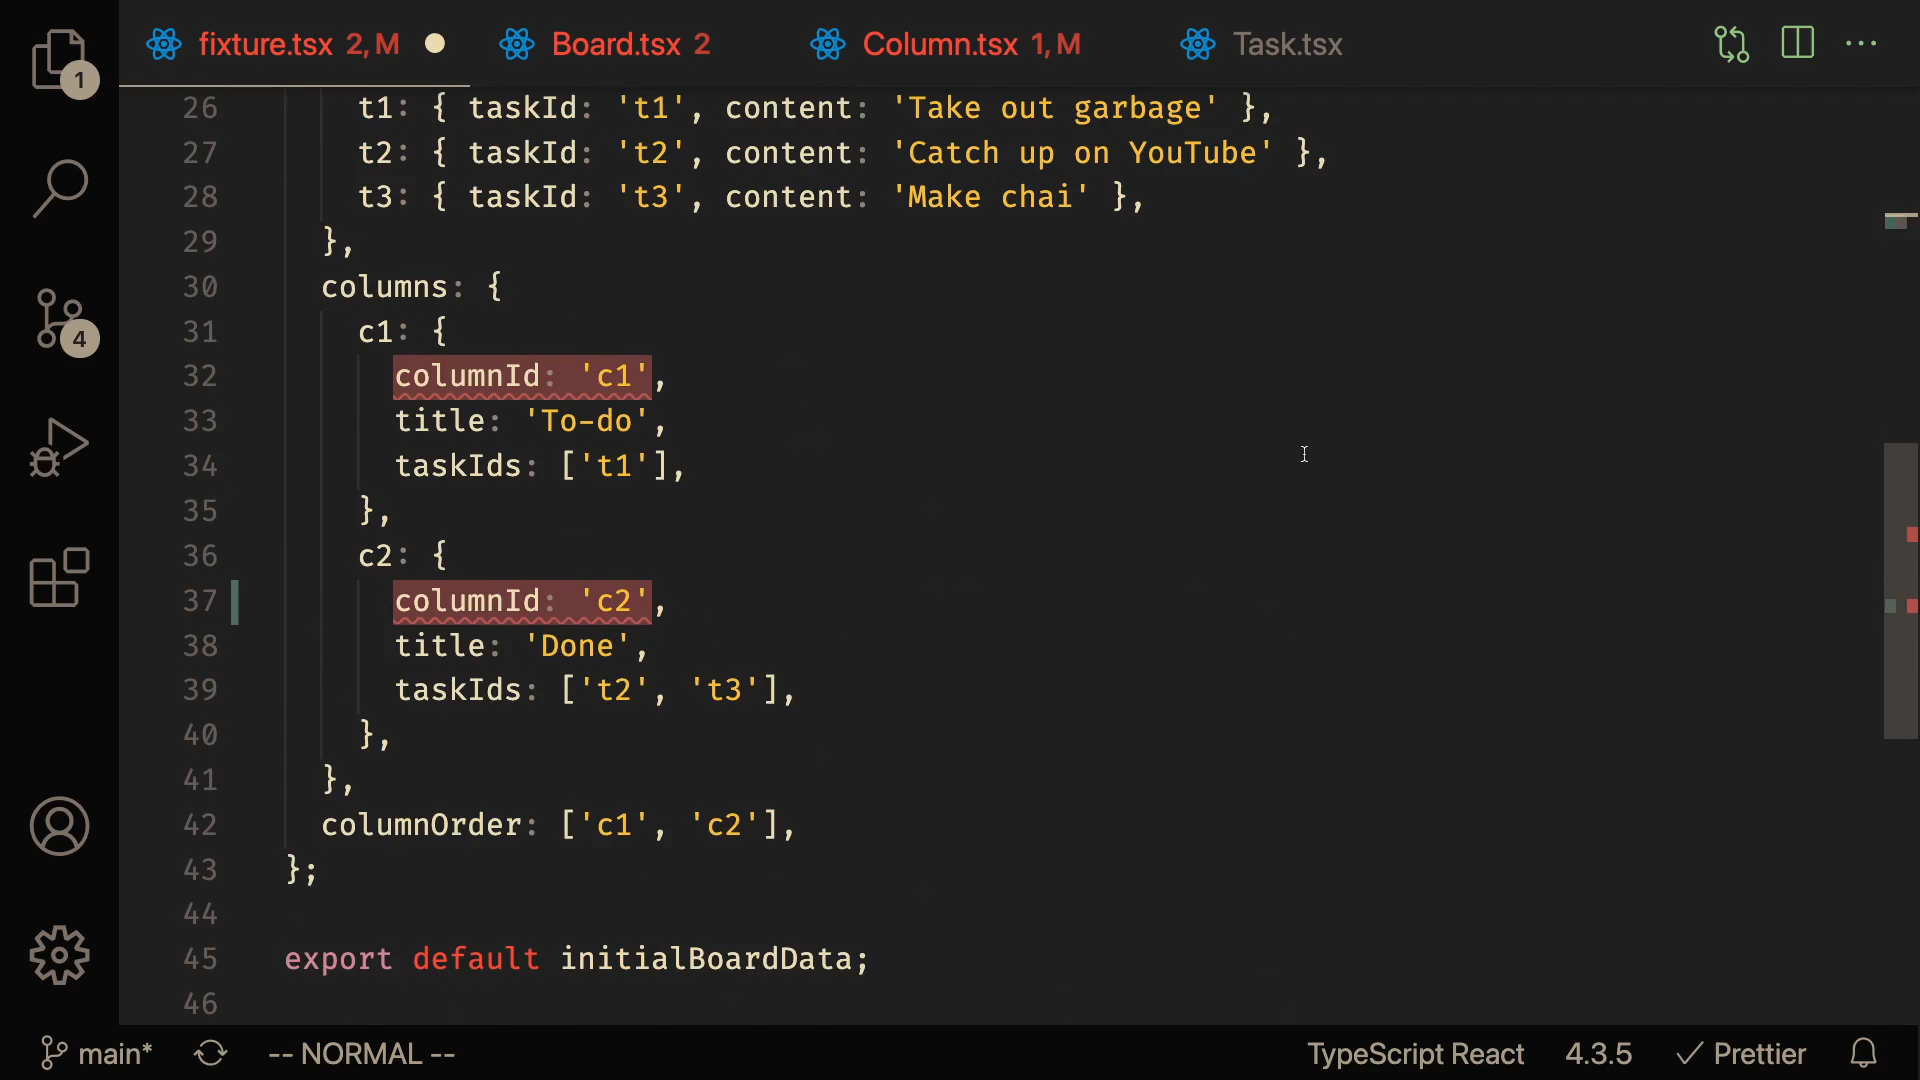 fixture.tsx 2, M Board.tsx 2 Column.tsx 1, M Task.tsx
1
4
26 t1: { taskId: 't1', content: 'Take out garbage' },
27 t2: { taskId: 't2', content: 'Catch up on YouTube' },
28 t3: { taskId: 't3', content: 'Make chai' },
29 },
30 columns: {
31 c1: {
32 columnId: 'c1',
33 title: 'To-do',
34 taskIds: ['t1'],
35 },
36 c2: {
37 columnId: 'c2',
38 title: 'Done',
39 taskIds: ['t2', 't3'],
40 },
41 },
42 columnOrder: ['c1', 'c2'],
43 };
44
45 export default initialBoardData;
46
main* -- NORMAL -- TypeScript React 4.3.5 Prettier